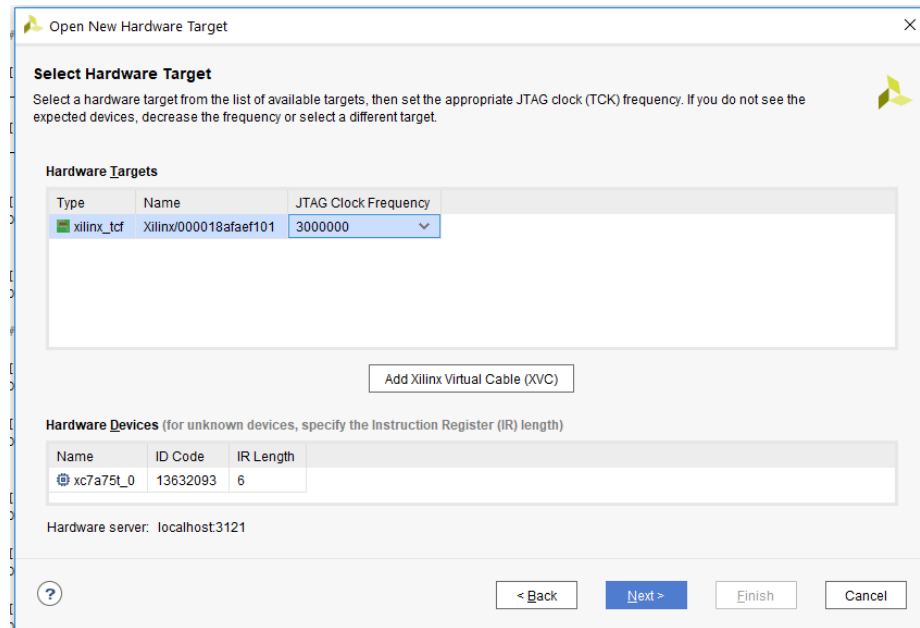 Open New Hardware Target
Select Hardware Target
Select a hardware target from the list of available targets, then set the appropriate JTAG clock (TCK) frequency. If you do not see the
expected devices, decrease the frequency or select a different target.
Hardware Targets
Type Name JTAG Clock Frequency
xilinx_tcf Xilinx/000018afaef101 3000000
Add Xilinx Virtual Cable (XVC)
Hardware Devices (for unknown devices, specify the Instruction Register (IR) length)
Name ID Code IR Length
xc7a75t_0 13632093 6
Hardware server: localhost:3121
? < Back Next > Finish Cancel